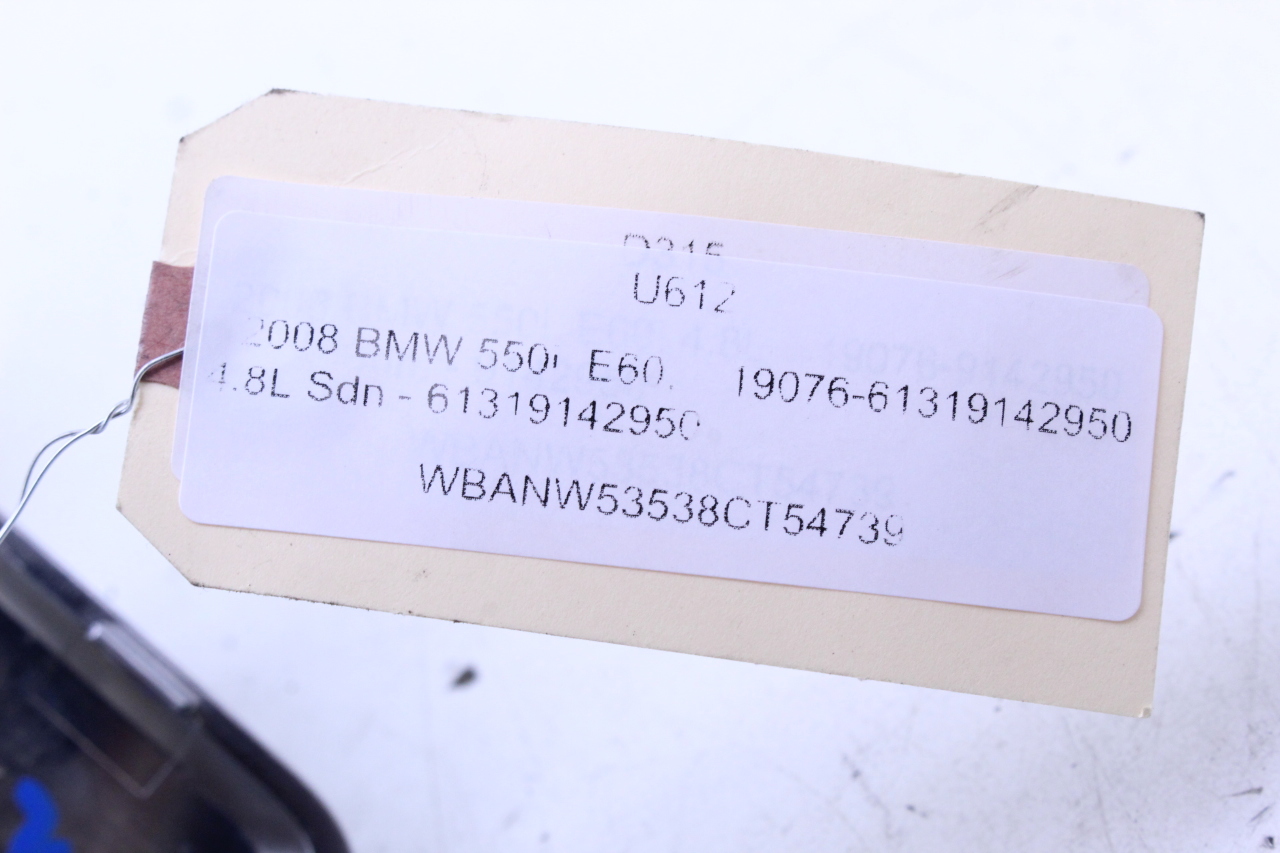 U612
2008 BMW 550i E60,
4.8L Sdn - 61319142950
19076-61319142950
WBANW53538CT54739